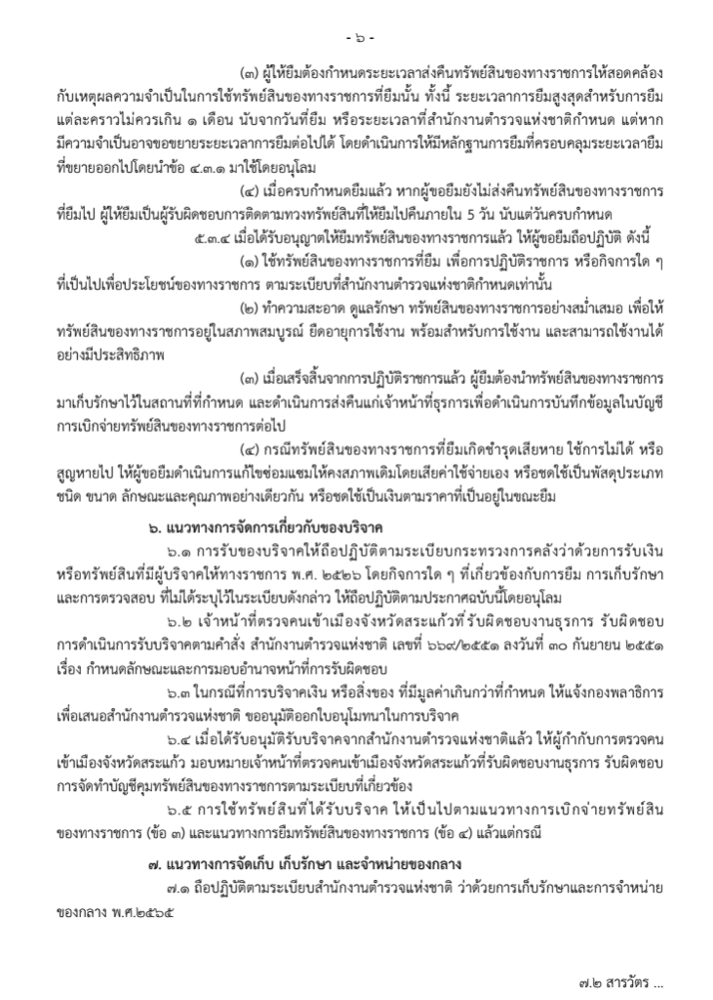 - ๖ -
(๓) ผู้ให้ยืมต้องกำหนดระยะเวลาส่งคืนทรัพย์สินของทางราชการให้สอดคล้อง
กับเหตุผลความจำเป็นในการใช้ทรัพย์สินของทางราชการที่ยืมนั้น ทั้งนี้ ระยะเวลาการยืมสูงสุดสำหรับการยืม
แต่ละคราวไม่ควรเกิน ๑ เดือน นับจากวันที่ยืม หรือระยะเวลาที่สำนักงานตำรวจแห่งชาติกำหนด แต่หาก
มีความจำเป็นอาจขอขยายระยะเวลาการยืมต่อไปได้ โดยดำเนินการให้มีหลักฐานการยืมที่ครอบคลุมระยะเวลายืม
ที่ขยายออกไปโดยนำข้อ ๔.๓.๑ มาใช้โดยอนุโลม
(๔) เมื่อครบกำหนดยืมแล้ว หากผู้ขอยืมยังไม่ส่งคืนทรัพย์สินของทางราชการ
ที่ยืมไป ผู้ให้ยืมเป็นผู้รับผิดชอบการติดตามทวงทรัพย์สินที่ให้ยืมไปคืนภายใน 5 วัน นับแต่วันครบกำหนด
๕.๓.๔ เมื่อได้รับอนุญาตให้ยืมทรัพย์สินของทางราชการแล้ว ให้ผู้ขอยืมถือปฏิบัติ ดังนี้
(๑) ใช้ทรัพย์สินของทางราชการที่ยืม เพื่อการปฏิบัติราชการ หรือกิจการใด ๆ
ที่เป็นไปเพื่อประโยชน์ของทางราชการ ตามระเบียบที่สำนักงานตำรวจแห่งชาติกำหนดเท่านั้น
(๒) ทำความสะอาด ดูแลรักษา ทรัพย์สินของทางราชการอย่างสม่ำเสมอ เพื่อให้
ทรัพย์สินของทางราชการอยู่ในสภาพสมบูรณ์ ยืดอายุการใช้งาน พร้อมสำหรับการใช้งาน และสามารถใช้งานได้
อย่างมีประสิทธิภาพ
(๓) เมื่อเสร็จสิ้นจากการปฏิบัติราชการแล้ว ผู้ยืมต้องนำทรัพย์สินของทางราชการ
มาเก็บรักษาไว้ในสถานที่ที่กำหนด และดำเนินการส่งคืนแก่เจ้าหน้าที่ธุรการเพื่อดำเนินการบันทึกข้อมูลในบัญชี
การเบิกจ่ายทรัพย์สินของทางราชการต่อไป
(๔) กรณีทรัพย์สินของทางราชการที่ยืมเกิดชำรุดเสียหาย ใช้การไม่ได้ หรือ
สูญหายไป ให้ผู้ขอยืมดำเนินการแก้ไขซ่อมแซมให้คงสภาพเดิมโดยเสียค่าใช้จ่ายเอง หรือชดใช้เป็นพัสดุประเภท
ชนิด ขนาด ลักษณะและคุณภาพอย่างเดียวกัน หรือชดใช้เป็นเงินตามราคาที่เป็นอยู่ในขณะยืม
๖. แนวทางการจัดการเกี่ยวกับของบริจาค
๖.๑ การรับของบริจาคให้ถือปฏิบัติตามระเบียบกระทรวงการคลังว่าด้วยการรับเงิน
หรือทรัพย์สินที่มีผู้บริจาคให้ทางราชการ พ.ศ. ๒๕๒๖ โดยกิจการใด ๆ ที่เกี่ยวข้องกับการยืม การเก็บรักษา
และการตรวจสอบ ที่ไม่ได้ระบุไว้ในระเบียบดังกล่าว ให้ถือปฏิบัติตามประกาศฉบับนี้โดยอนุโลม
๖.๒ เจ้าหน้าที่ตรวจคนเข้าเมืองจังหวัดสระแก้วที่รับผิดชอบงานธุรการ รับผิดชอบ
การดำเนินการรับบริจาคตามคำสั่ง สำนักงานตำรวจแห่งชาติ เลขที่ ๖๖๙/๒๕๕๑ ลงวันที่ ๓๐ กันยายน ๒๕๕๑
เรื่อง กำหนดลักษณะและการมอบอำนาจหน้าที่การรับผิดชอบ
๖.๓ ในกรณีที่การบริจาคเงิน หรือสิ่งของ ที่มีมูลค่าเกินกว่าที่กำหนด ให้แจ้งกองพลาธิการ
เพื่อเสนอสำนักงานตำรวจแห่งชาติ ขออนุมัติออกใบอนุโมทนาในการบริจาค
๖.๔ เมื่อได้รับอนุมัติรับบริจาคจากสำนักงานตำรวจแห่งชาติแล้ว ให้ผู้กำกับการตรวจคน
เข้าเมืองจังหวัดสระแก้ว มอบหมายเจ้าหน้าที่ตรวจคนเข้าเมืองจังหวัดสระแก้วที่รับผิดชอบงานธุรการ รับผิดชอบ
การจัดทำบัญชีคุมทรัพย์สินของทางราชการตามระเบียบที่เกี่ยวข้อง
๖.๕ การใช้ทรัพย์สินที่ได้รับบริจาค ให้เป็นไปตามแนวทางการเบิกจ่ายทรัพย์สิน
ของทางราชการ (ข้อ ๓) และแนวทางการยืมทรัพย์สินของทางราชการ (ข้อ ๔) แล้วแต่กรณี
๗. แนวทางการจัดเก็บ เก็บรักษา และจำหน่ายของกลาง
๗.๑ ถือปฏิบัติตามระเบียบสำนักงานตำรวจแห่งชาติ ว่าด้วยการเก็บรักษาและการจำหน่าย
ของกลาง พ.ศ.๒๕๖๕
๗.๒ สารวัตร ...